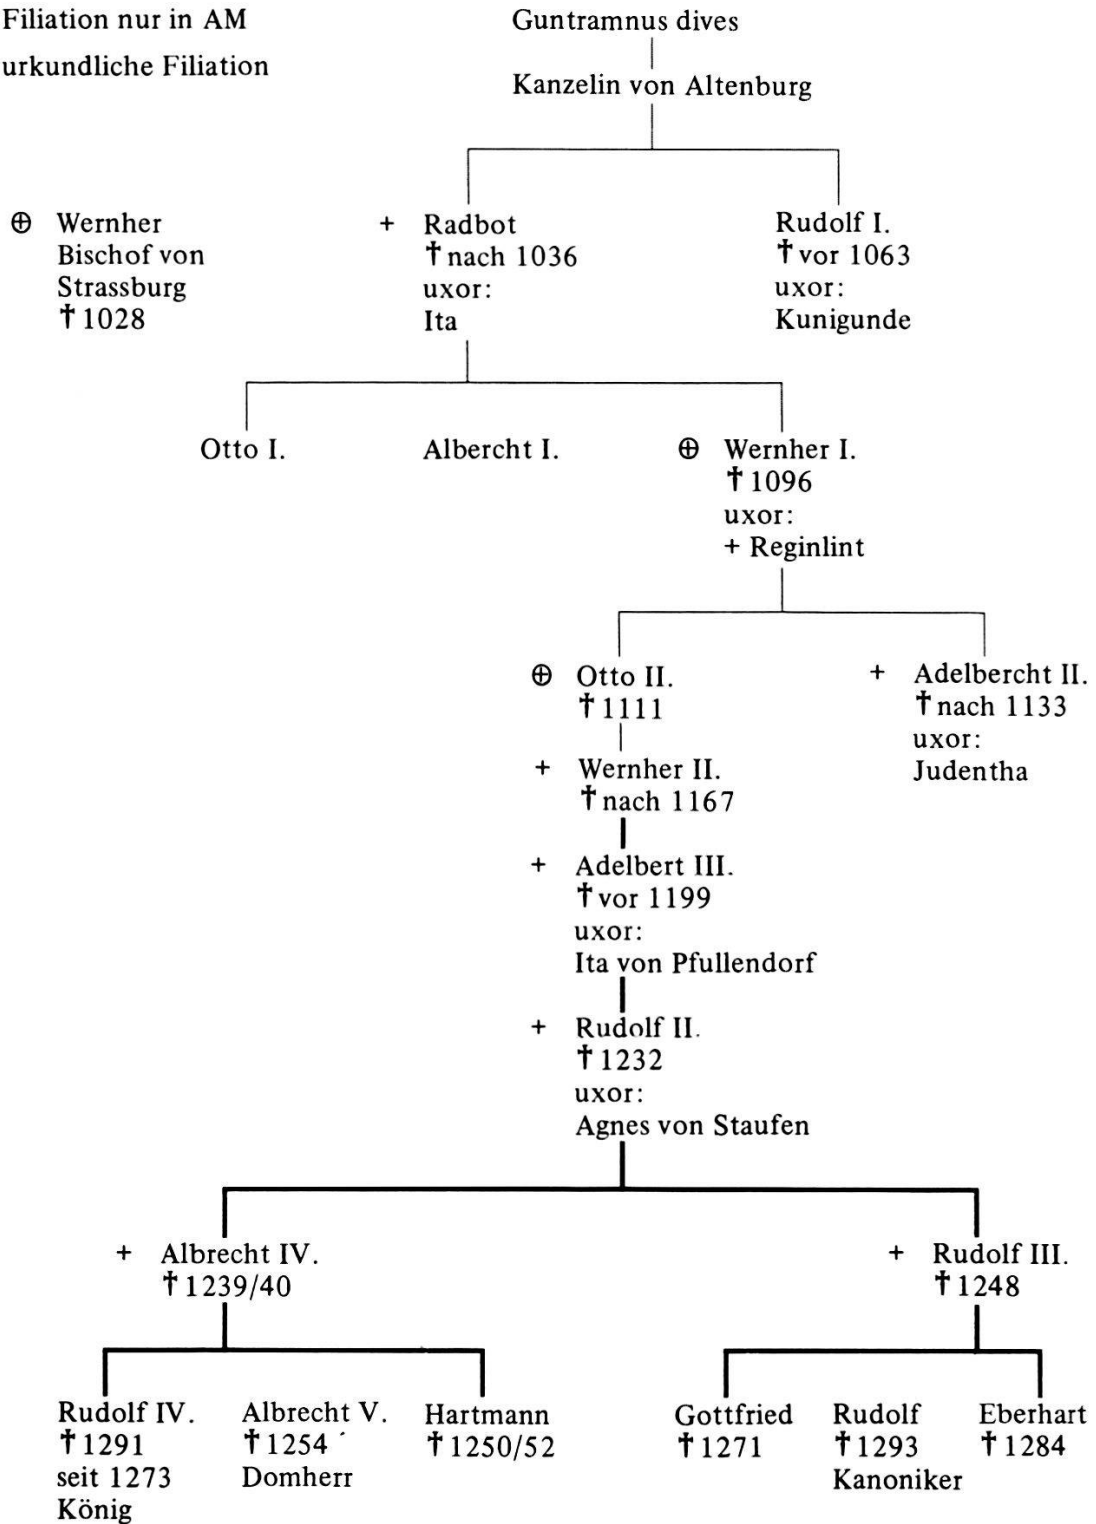 Filiation nur in AM
urkundliche Filiation
Guntramnus dives
Kanzelin von Altenburg
⊕ Wernher
Bischof von
Strassburg
† 1028
+ Radbot
† nach 1036
uxor:
Ita
Rudolf I.
† vor 1063
uxor:
Kunigunde
Otto I.
Albercht I.
⊕ Wernher I.
† 1096
uxor:
+ Reginlint
⊕ Otto II.
† 1111
+ Adelbercht II.
† nach 1133
uxor:
Judentha
+ Wernher II.
† nach 1167
+ Adelbert III.
† vor 1199
uxor:
Ita von Pfullendorf
+ Rudolf II.
† 1232
uxor:
Agnes von Staufen
+ Albrecht IV.
† 1239/40
+ Rudolf III.
† 1248
Rudolf IV.
† 1291
seit 1273
König
Albrecht V.
† 1254
Domherr
Hartmann
† 1250/52
Gottfried
† 1271
Rudolf
† 1293
Kanoniker
Eberhart
† 1284